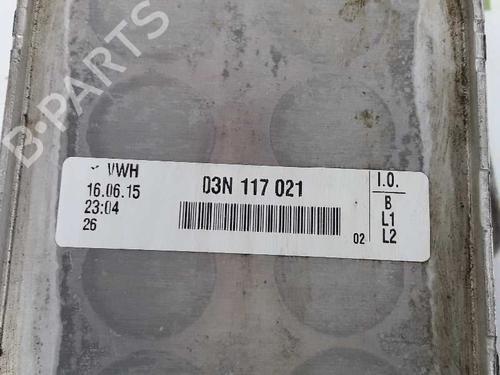 B-PARTS
VWH
16.06.15
23:04
26
03N 117 021
02
I.O.
B
L1
L2